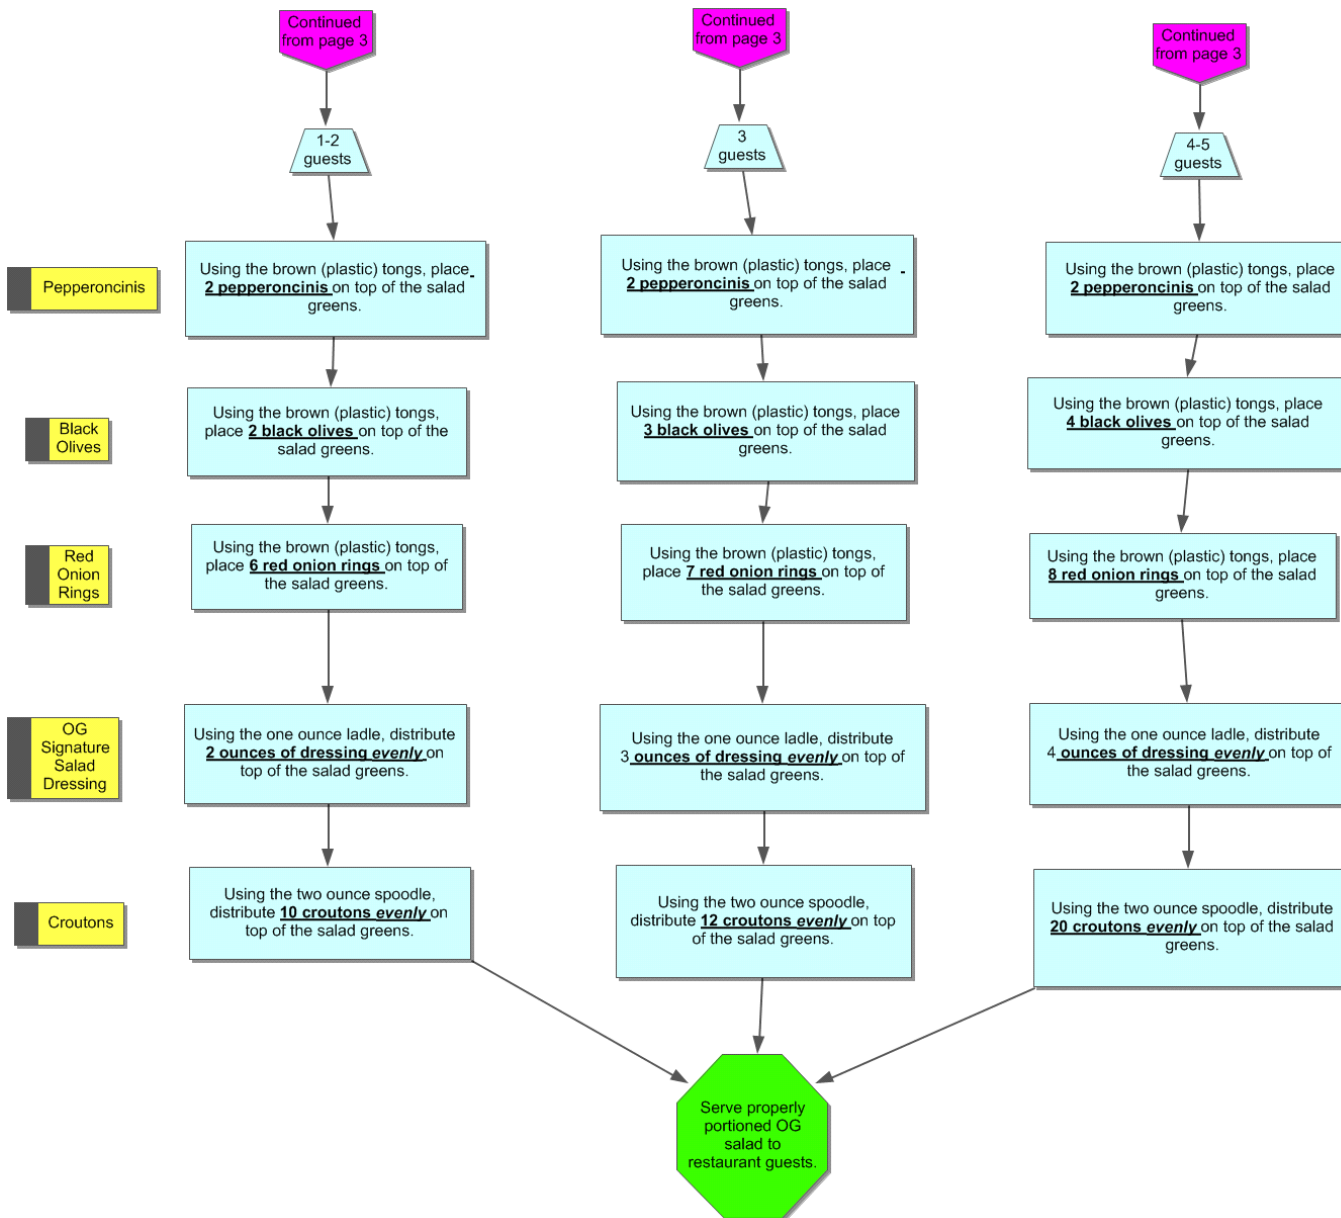 Continued
from page 3
Continued
from page 3
Continued
from page 3
1-2
guests
3
guests
4-5
guests
Pepperoncinis
Using the brown (plastic) tongs, place
2 pepperoncinis on top of the salad
greens.
Using the brown (plastic) tongs, place
2 pepperoncinis on top of the salad
greens.
Using the brown (plastic) tongs, place
2 pepperoncinis on top of the salad
greens.
Black
Olives
Using the brown (plastic) tongs,
place 2 black olives on top of the
salad greens.
Using the brown (plastic) tongs, place
3 black olives on top of the salad
greens.
Using the brown (plastic) tongs, place
4 black olives on top of the salad
greens.
Red
Onion
Rings
Using the brown (plastic) tongs,
place 6 red onion rings on top of
the salad greens.
Using the brown (plastic) tongs,
place 7 red onion rings on top of
the salad greens.
Using the brown (plastic) tongs, place
8 red onion rings on top of the salad
greens.
OG
Signature
Salad
Dressing
Using the one ounce ladle, distribute
2 ounces of dressing evenly on
top of the salad greens.
Using the one ounce ladle, distribute
3 ounces of dressing evenly on top of
the salad greens.
Using the one ounce ladle, distribute
4 ounces of dressing evenly on top of
the salad greens.
Croutons
Using the two ounce spoodle,
distribute 10 croutons evenly on
top of the salad greens.
Using the two ounce spoodle,
distribute 12 croutons evenly on top
of the salad greens.
Using the two ounce spoodle, distribute
20 croutons evenly on top of the salad
greens.
Serve properly
portioned OG
salad to
restaurant guests.